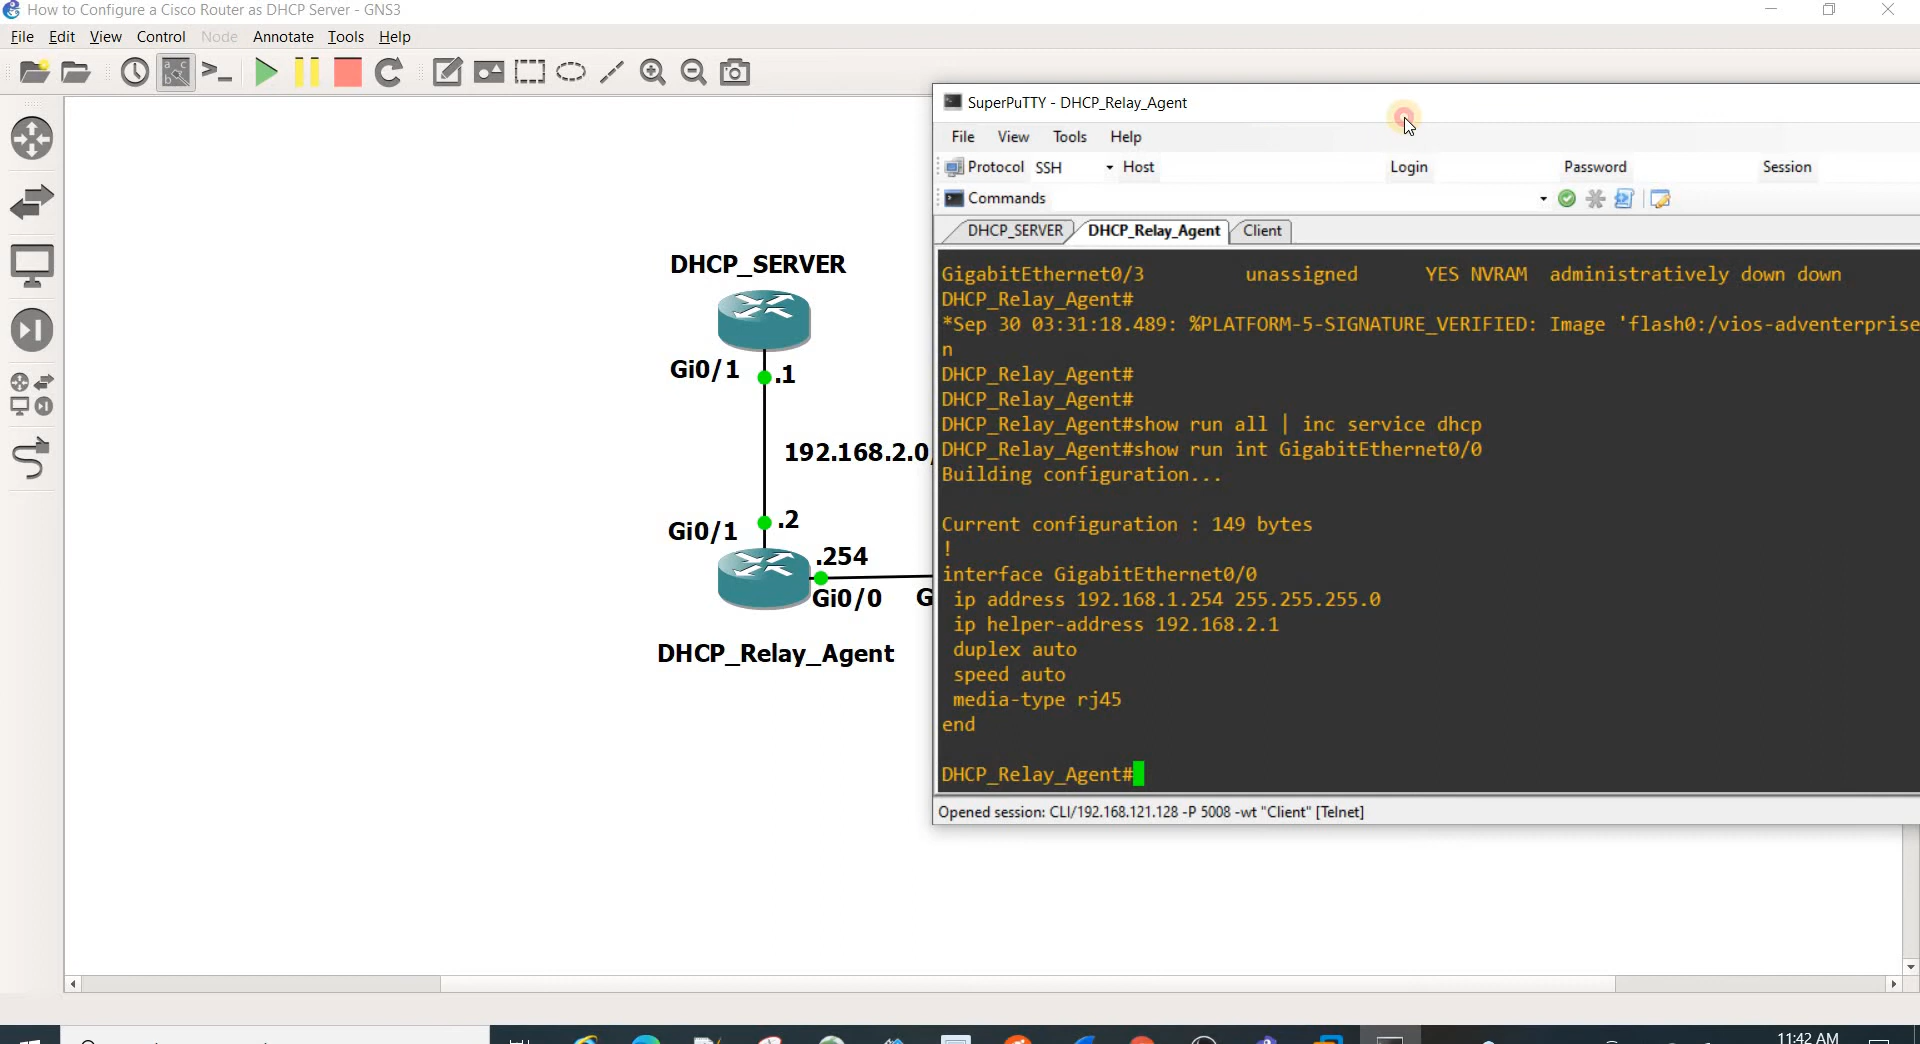 How to Configure a Cisco Router as DHCP Server - GNS3
File Edit View Control Node Annotate Tools Help
SuperPuTTY - DHCP_Relay_Agent
File View Tools Help
Protocol SSH Host Login Password Session
Commands
DHCP_SERVER DHCP_Relay_Agent Client
GigabitEthernet0/3 unassigned YES NVRAM administratively down down
DHCP_Relay_Agent#
*Sep 30 03:31:18.489: %PLATFORM-5-SIGNATURE_VERIFIED: Image 'flash0:/vios-adventerprise
n
DHCP_Relay_Agent#
DHCP_Relay_Agent#
DHCP_Relay_Agent#show run all | inc service dhcp
DHCP_Relay_Agent#show run int GigabitEthernet0/0
Building configuration...
Current configuration : 149 bytes
!
interface GigabitEthernet0/0
ip address 192.168.1.254 255.255.255.0
ip helper-address 192.168.2.1
duplex auto
speed auto
media-type rj45
end
DHCP_Relay_Agent#
Opened session: CLI/192.168.121.128 -P 5008 -wt "Client" [Telnet]
DHCP_SERVER
Gi0/1 .1
192.168.2.0/
Gi0/1 .2
.254
Gi0/0 G
DHCP_Relay_Agent
11:42 AM